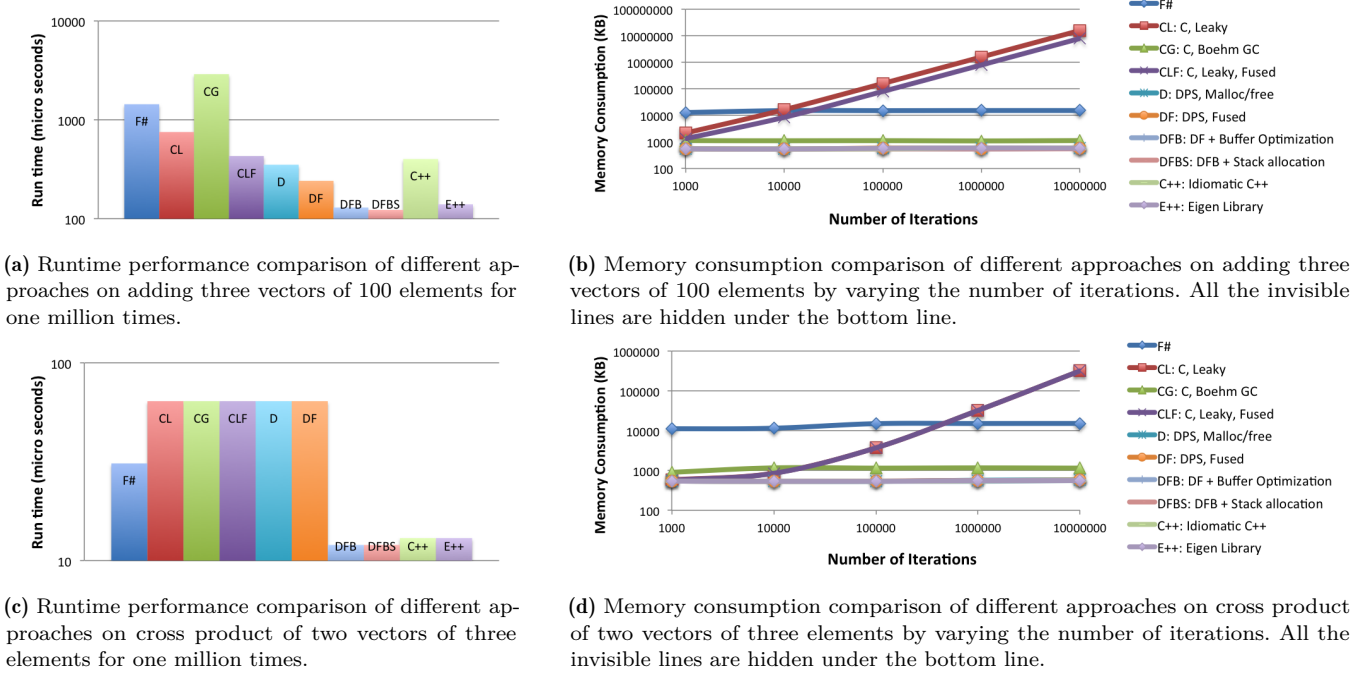 10000
1000
100
Run time (micro seconds)
F#
CL
CG
CLF
D
DF
DFB
DFBS
C++
E++
(a) Runtime performance comparison of different ap-
proaches on adding three vectors of 100 elements for
one million times.
100000000
10000000
1000000
100000
10000
1000
100
Memory Consumption (KB)
1000 10000 100000 1000000 10000000
Number of Iterations
F#
CL: C, Leaky
CG: C, Boehm GC
CLF: C, Leaky, Fused
D: DPS, Malloc/free
DF: DPS, Fused
DFB: DF + Buffer Optimization
DFBS: DFB + Stack allocation
C++: Idiomatic C++
E++: Eigen Library
(b) Memory consumption comparison of different approaches on adding three
vectors of 100 elements by varying the number of iterations. All the invisible
lines are hidden under the bottom line.
100
10
Run time (micro seconds)
F#
CL
CG
CLF
D
DF
DFB
DFBS
C++
E++
(c) Runtime performance comparison of different ap-
proaches on cross product of two vectors of three
elements for one million times.
1000000
100000
10000
1000
100
Memory Consumption (KB)
1000 10000 100000 1000000 10000000
Number of Iterations
F#
CL: C, Leaky
CG: C, Boehm GC
CLF: C, Leaky, Fused
D: DPS, Malloc/free
DF: DPS, Fused
DFB: DF + Buffer Optimization
DFBS: DFB + Stack allocation
C++: Idiomatic C++
E++: Eigen Library
(d) Memory consumption comparison of different approaches on cross product
of two vectors of three elements by varying the number of iterations. All the
invisible lines are hidden under the bottom line.